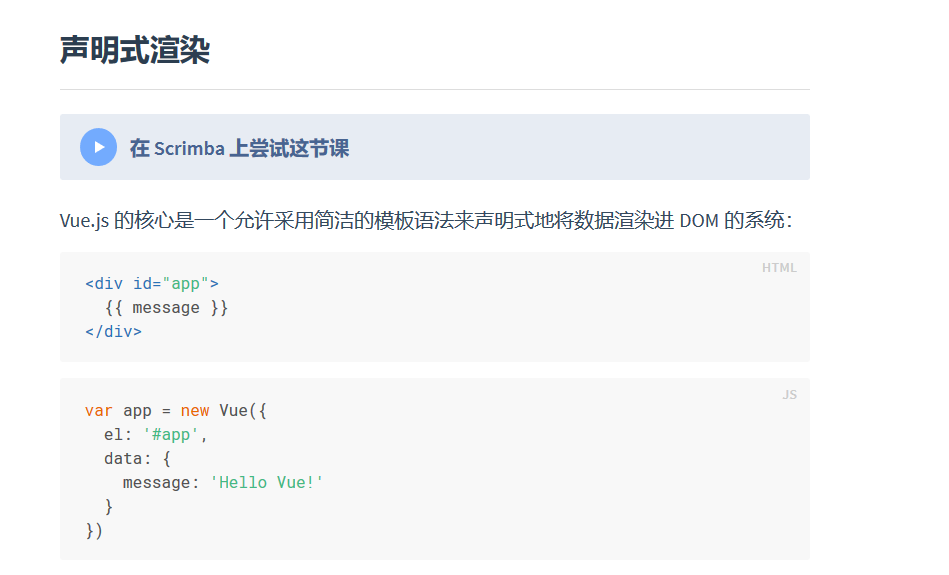 声明式渲染
在 Scrimba 上尝试这节课
Vue.js 的核心是一个允许采用简洁的模板语法来声明式地将数据渲染进 DOM 的系统：
HTML
<div id="app">
  {{ message }}
</div>
JS
var app = new Vue({
  el: '#app',
  data: {
    message: 'Hello Vue!'
  }
})